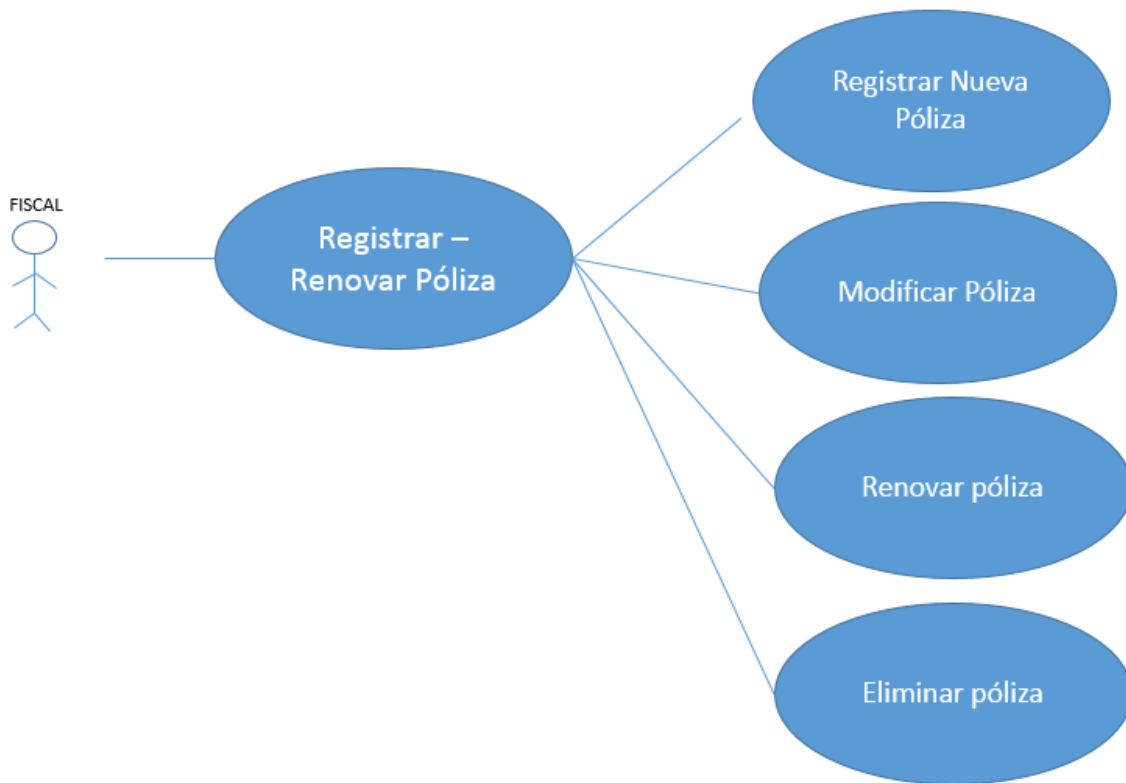 FISCAL
Registrar –
Renovar Póliza
Registrar Nueva
Póliza
Modificar Póliza
Renovar póliza
Eliminar póliza